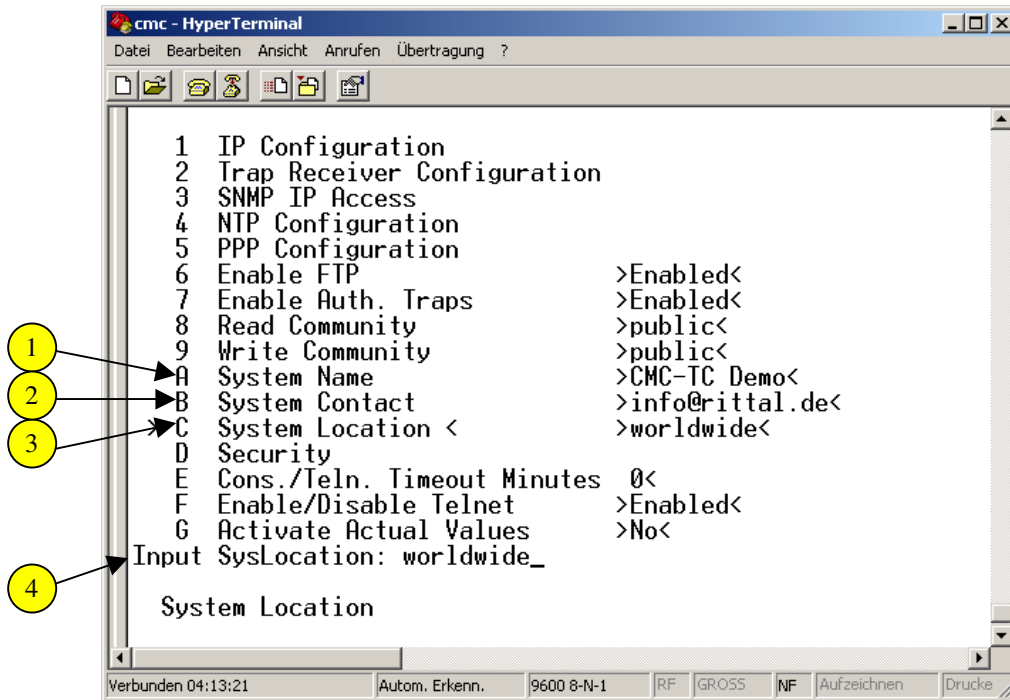 cmc - HyperTerminal
Datei Bearbeiten Ansicht Anrufen Übertragung ?
1 IP Configuration
2 Trap Receiver Configuration
3 SNMP IP Access
4 NTP Configuration
5 PPP Configuration
6 Enable FTP >Enabled<
7 Enable Auth. Traps >Enabled<
8 Read Community >public<
9 Write Community >public<
1
A System Name >CMC-TC Demo<
2
B System Contact >info@rittal.de<
3
> C System Location < >worldwide<
D Security
E Cons./Teln. Timeout Minutes 0<
F Enable/Disable Telnet >Enabled<
G Activate Actual Values >No<
4
Input SysLocation: worldwide_
System Location
Verbunden 04:13:21 Autom. Erkenn. 9600 8-N-1 RF GROSS NF Aufzeichnen Drucke